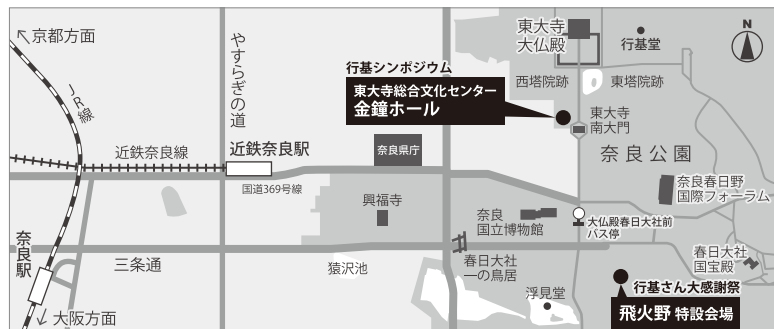 京都方面
JR線
やすらぎの道
近鉄奈良線
近鉄奈良駅
国道369号線
奈良駅
三条通
大阪方面
行基シンポジウム
東大寺総合文化センター
金鐘ホール
奈良県庁
興福寺
猿沢池
東大寺
大仏殿
行基堂
N
西塔院跡
東塔院跡
東大寺
南大門
奈良公園
奈良春日野
国際フォーラム
奈良
国立博物館
大仏殿春日大社前
バス停
春日大社
一の鳥居
春日大社
国宝殿
浮見堂
行基さん大感謝祭
飛火野 特設会場